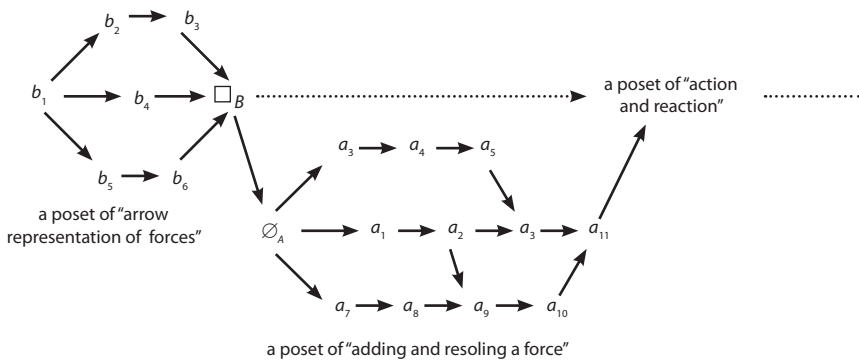 b₂ b₃
b₁ b₄ □ B
b₅ b₆
a poset of “arrow
representation of forces”
a poset of “action
and reaction”
a₃ a₄ a₅
∅A a₁ a₂ a₃ a₁₁
a₇ a₈ a₉ a₁₀
a poset of “adding and resoling a force”